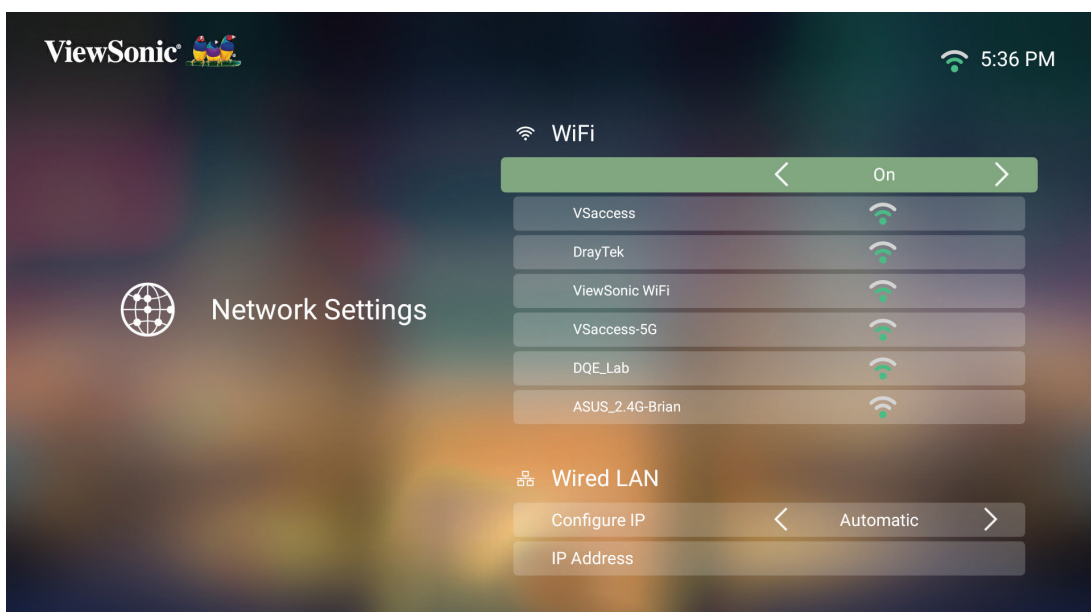 ViewSonic®
5:36 PM
WiFi
On
VSaccess
DrayTek
ViewSonic WiFi
Network Settings
VSaccess-5G
DQE_Lab
ASUS_2.4G-Brian
Wired LAN
Configure IP Automatic
IP Address